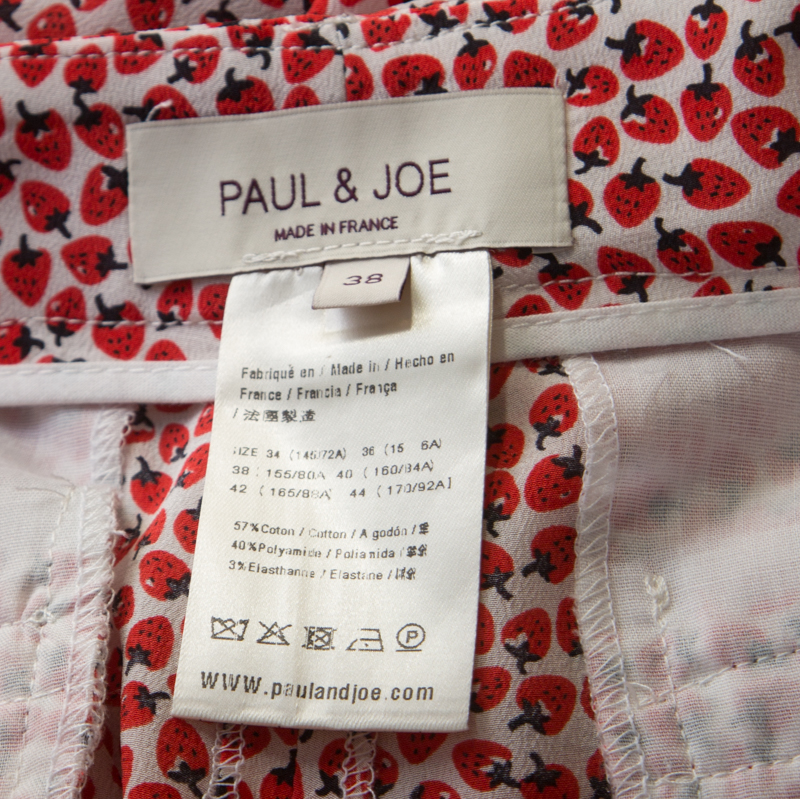 PAUL & JOE
MADE IN FRANCE
38
Fabriqué en / Made in / Hecho en
France / Francia / França
/ 法國製造
SIZE 34 (145/72A) 36 (15 6A)
38 (155/80A 40 (160/84A)
42 ( 165/88A) 44 (170/92A)
57%Coton / Cotton / Agodón /
40%Polyamide / Poliamida /
3%Elasthanne / Elastane /
P
www.paulandjoe.com